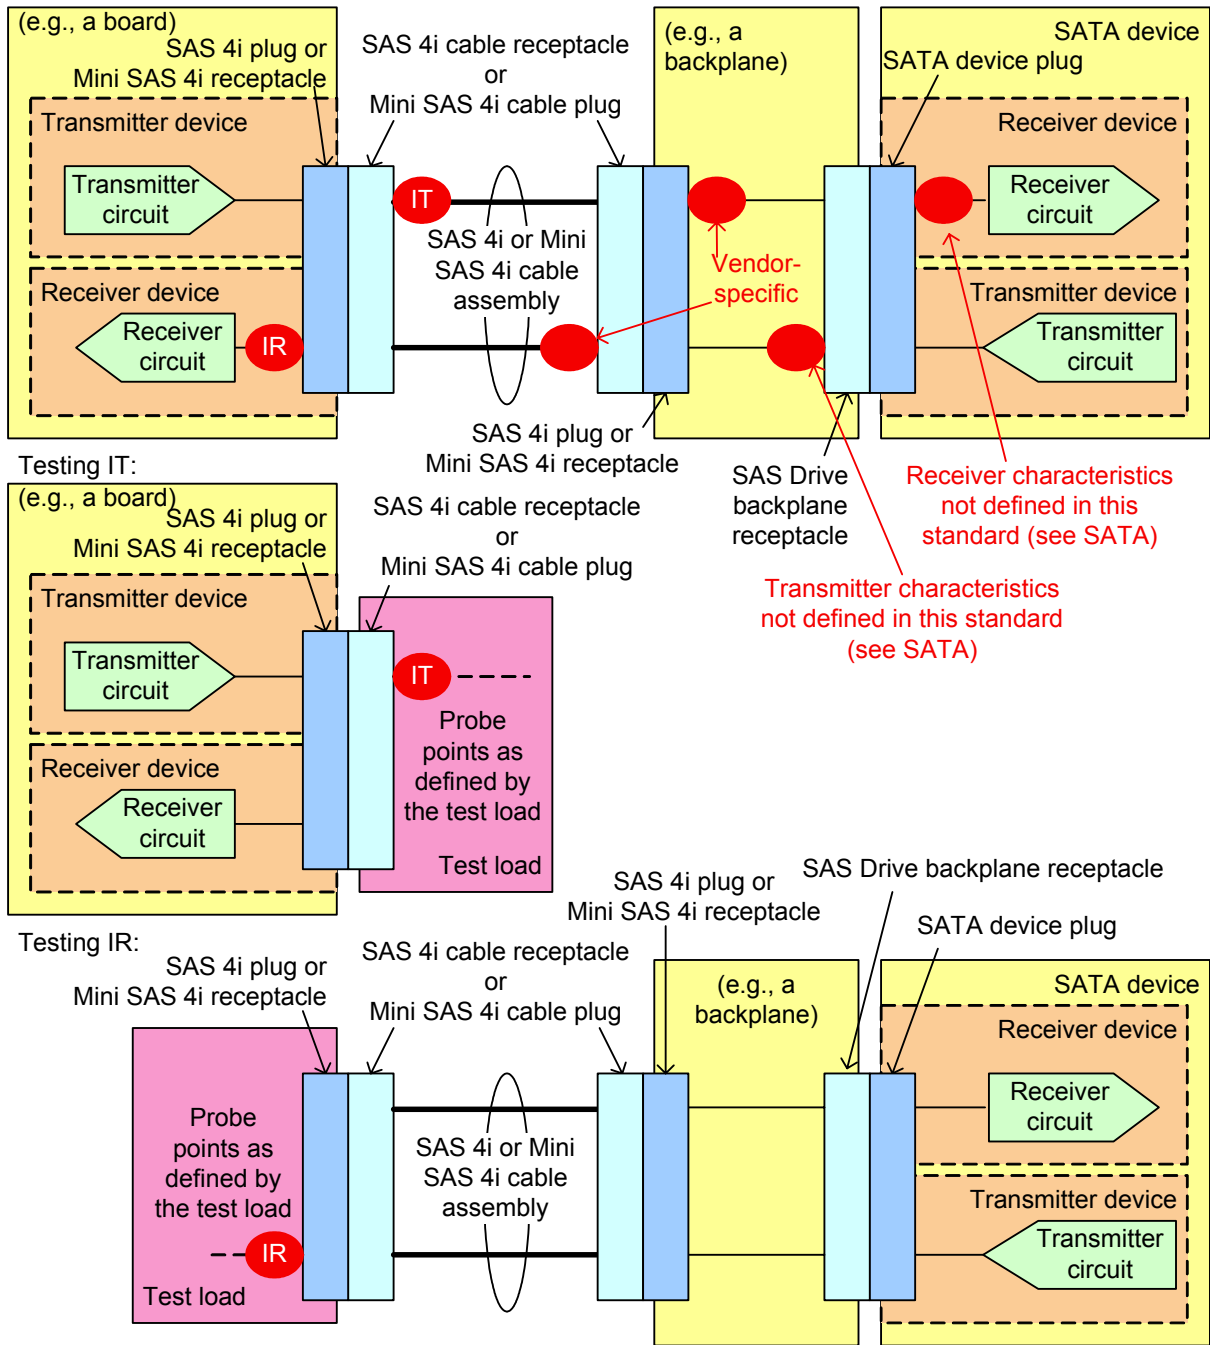 (e.g., a board)
SAS 4i plug or
Mini SAS 4i receptacle
SAS 4i cable receptacle
or
Mini SAS 4i cable plug
(e.g., a
backplane)
SATA device
SATA device plug
Transmitter device
Transmitter
circuit
Receiver device
Receiver
circuit
IT
IR
SAS 4i or Mini
SAS 4i cable
assembly
Vendor-
specific
Receiver device
Receiver
circuit
Transmitter device
Transmitter
circuit
SAS 4i plug or
Mini SAS 4i receptacle
SAS Drive
backplane
receptacle
Receiver characteristics
not defined in this
standard (see SATA)
Transmitter characteristics
not defined in this standard
(see SATA)
Testing IT:
(e.g., a board)
SAS 4i plug or
Mini SAS 4i receptacle
SAS 4i cable receptacle
or
Mini SAS 4i cable plug
Transmitter device
Transmitter
circuit
Receiver device
Receiver
circuit
IT
Probe
points as
defined by
the test load
Test load
Testing IR:
SAS 4i plug or
Mini SAS 4i receptacle
SAS 4i cable receptacle
or
Mini SAS 4i cable plug
SAS 4i plug or
Mini SAS 4i receptacle
SAS Drive backplane receptacle
SATA device plug
(e.g., a
backplane)
SATA device
Probe
points as
defined by
the test load
IR
Test load
SAS 4i or Mini
SAS 4i cable
assembly
Receiver device
Receiver
circuit
Transmitter device
Transmitter
circuit